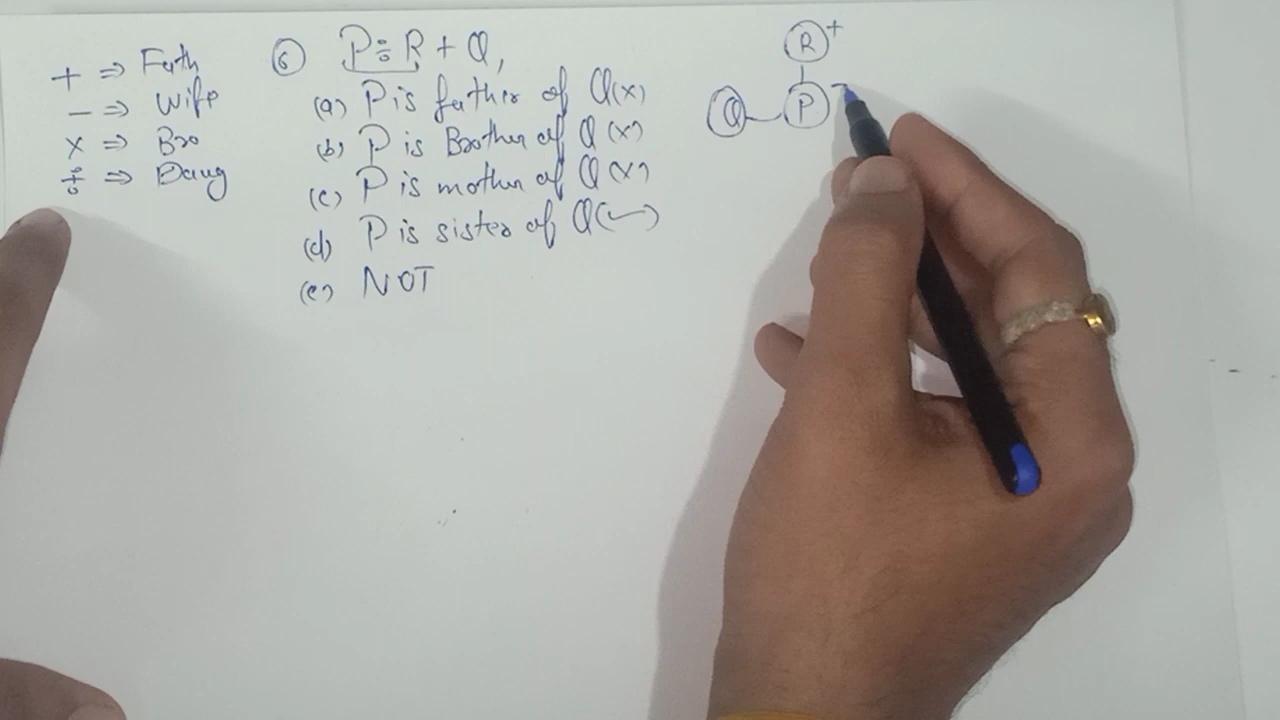 + ⇒ Fath
− ⇒ Wife
× ⇒ Bro
÷ ⇒ Daug
⑥ P ÷ R + Q,
(a) P is father of Q(x)
(b) P is Brother of Q(x)
(c) P is mother of Q(x)
(d) P is sister of Q(✓)
(e) NOT
R +
Q P −